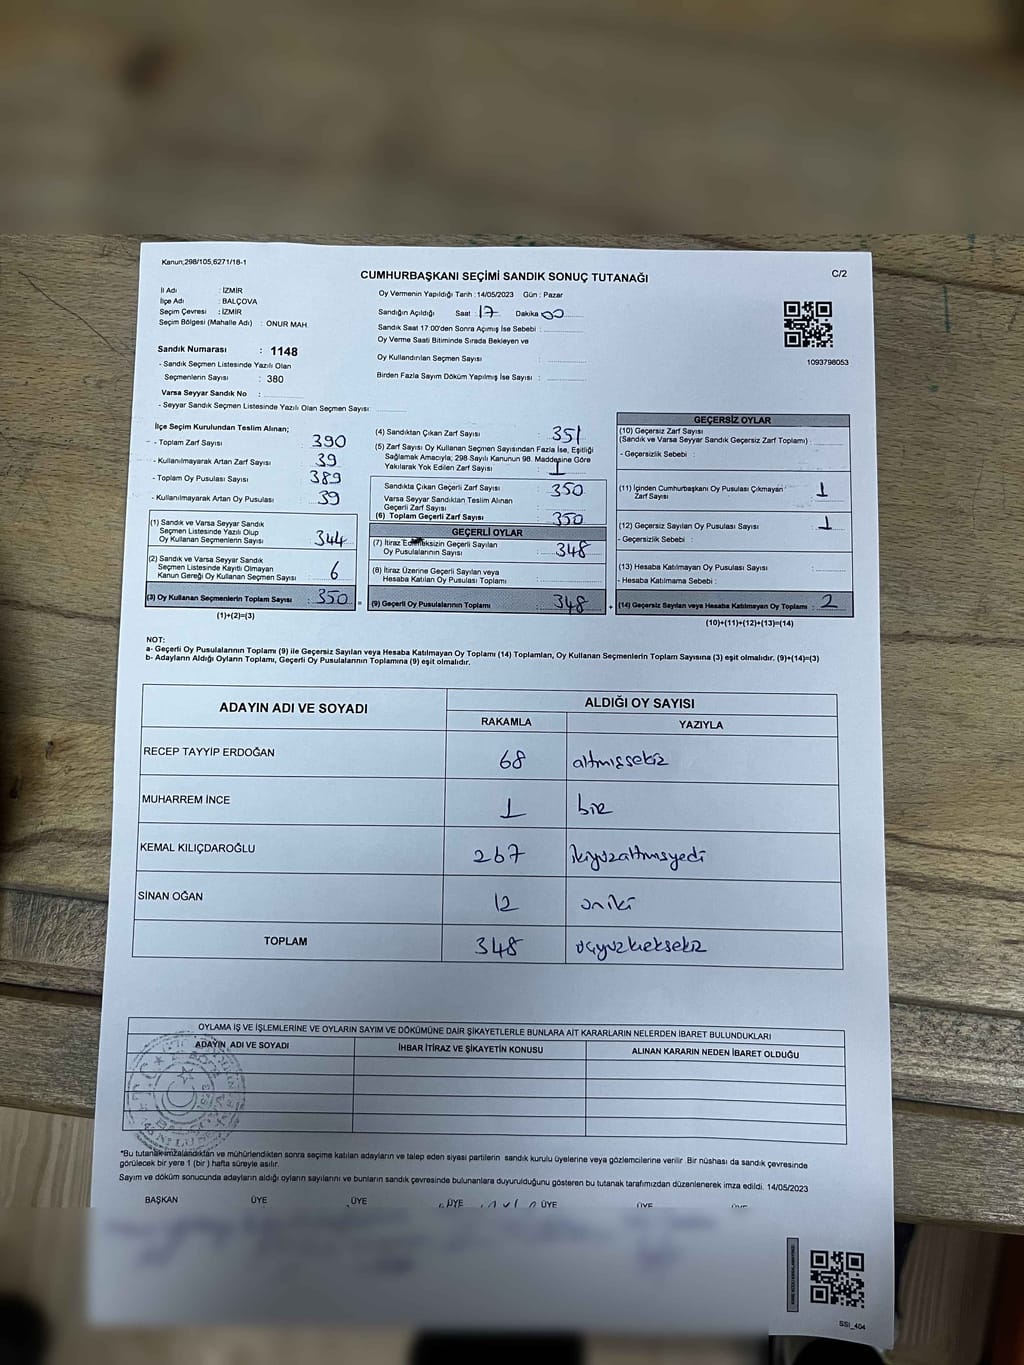 Kanun;298/105,6271/18-1
CUMHURBAŞKANI SEÇİMİ SANDIK SONUÇ TUTANAĞI
C/2
İl Adı : İZMİR
İlçe Adı : BALÇOVA
Seçim Çevresi : İZMİR
Seçim Bölgesi (Mahalle Adı) : ONUR MAH.
Sandık Numarası : 1148
- Sandık Seçmen Listesinde Yazılı Olan
Seçmenlerin Sayısı : 380
Varsa Seyyar Sandık No :
- Seyyar Sandık Seçmen Listesinde Yazılı Olan Seçmen Sayısı:
Oy Vermenin Yapıldığı Tarih : 14/05/2023 Gün : Pazar
Sandığın Açıldığı Saat : 17 Dakika 00
Sandık Saat 17:00'den Sonra Açımış İse Sebebi :
Oy Verme Saati Bitiminde Sırada Bekleyen ve
Oy Kullandırılan Seçmen Sayısı :
Birden Fazla Sayım Döküm Yapılmış İse Sayısı :
1093798053
İlçe Seçim Kurulundan Teslim Alınan;
- Toplam Zarf Sayısı : 390
- Kullanılmayarak Artan Zarf Sayısı : 39
- Toplam Oy Pusulası Sayısı : 389
- Kullanılmayarak Artan Oy Pusulası : 39
(1) Sandık ve Varsa Seyyar Sandık
Seçmen Listesinde Yazılı Olup
Oy Kullanan Seçmenlerin Sayısı : 344
(2) Sandık ve Varsa Seyyar Sandık
Seçmen Listesinde Kayıtlı Olmayan
Kanun Gereği Oy Kullanan Seçmen Sayısı : 6
(3) Oy Kullanan Seçmenlerin Toplam Sayısı : 350
(1)+(2)=(3)
(4) Sandıktan Çıkan Zarf Sayısı : 351
(5) Zarf Sayısı Oy Kullanan Seçmen Sayısından Fazla İse, Eşitliği
Sağlamak Amacıyla; 298 Sayılı Kanunun 98. Maddesine Göre
Yakılarak Yok Edilen Zarf Sayısı : 1
Sandıkta Çıkan Geçerli Zarf Sayısı : 350
Varsa Seyyar Sandıktan Teslim Alınan
Geçerli Zarf Sayısı :
(6) Toplam Geçerli Zarf Sayısı : 350
GEÇERLİ OYLAR
(7) İtiraz Edilmeksizin Geçerli Sayılan
Oy Pusulalarının Sayısı : 348
(8) İtiraz Üzerine Geçerli Sayılan veya
Hesaba Katılan Oy Pusulası Toplamı :
= (9) Geçerli Oy Pusulalarının Toplamı : 348
GEÇERSİZ OYLAR
(10) Geçersiz Zarf Sayısı
(Sandık ve Varsa Seyyar Sandık Geçersiz Zarf Toplamı) :
- Geçersizlik Sebebi :
(11) İçinden Cumhurbaşkanı Oy Pusulası Çıkmayan
Zarf Sayısı : 1
(12) Geçersiz Sayılan Oy Pusulası Sayısı : 1
- Geçersizlik Sebebi :
(13) Hesaba Katılmayan Oy Pusulası Sayısı :
- Hesaba Katılmama Sebebi :
+ (14) Geçersiz Sayılan veya Hesaba Katılmayan Oy Toplamı : 2
(10)+(11)+(12)+(13)=(14)
NOT:
a- Geçerli Oy Pusulalarının Toplamı (9) ile Geçersiz Sayılan veya Hesaba Katılmayan Oy Toplamı (14) Toplamları, Oy Kullanan Seçmenlerin Toplam Sayısına (3) eşit olmalıdır. (9)+(14)=(3)
b- Adayların Aldığı Oyların Toplamı, Geçerli Oy Pusulalarının Toplamına (9) eşit olmalıdır.
ADAYIN ADI VE SOYADI
ALDIĞI OY SAYISI
RAKAMLA YAZIYLA
RECEP TAYYİP ERDOĞAN 68 altmışsekiz
MUHARREM İNCE 1 bir
KEMAL KILIÇDAROĞLU 267 ikiyüzaltmışyedi
SİNAN OĞAN 12 oniki
TOPLAM 348 üçyüzkırksekiz
OYLAMA İŞ VE İŞLEMLERİNE VE OYLARIN SAYIM VE DÖKÜMÜNE DAİR ŞİKAYETLERLE BUNLARA AİT KARARLARIN NELERDEN İBARET BULUNDUKLARI
ADAYIN ADI VE SOYADI İHBAR İTİRAZ VE ŞİKAYETİN KONUSU ALINAN KARARIN NEDEN İBARET OLDUĞU
*Bu tutanak imzalandıktan ve mühürlendikten sonra seçime katılan adayların ve talep eden siyasi partilerin sandık kurulu üyelerine veya gözlemcilerine verilir. Bir nüshası da sandık çevresinde
görülecek bir yere 1 (bir ) hafta süreyle asılır.
Sayım ve döküm sonucunda adayların aldığı oyların sayılarını ve bunların sandık çevresinde bulunanlara duyurulduğunu gösteren bu tutanak tarafımızdan düzenlenerek imza edildi. 14/05/2023
BAŞKAN ÜYE ÜYE ÜYE ÜYE ÜYE ÜYE
SSI_404